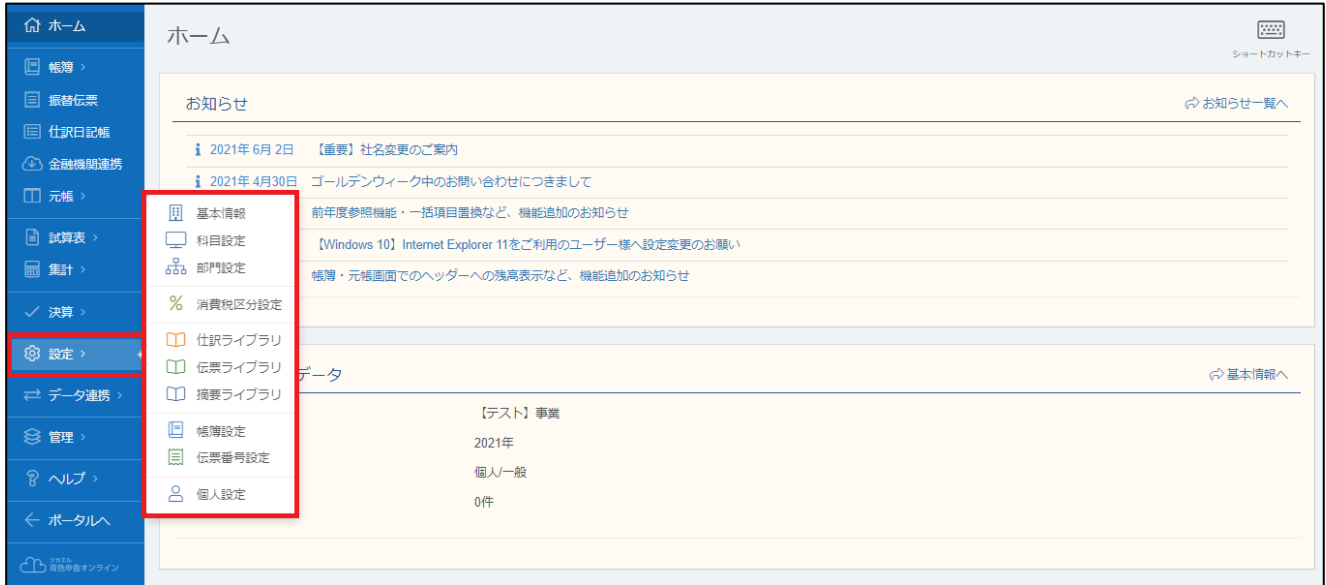 ホーム
帳簿
振替伝票
仕訳日記帳
金融機関連携
元帳
試算表
集計
決算
設定
データ連携
管理
ヘルプ
ポータルへ
アカエル
青色申告オンライン
基本情報
科目設定
部門設定
消費税区分設定
仕訳ライブラリ
伝票ライブラリ
摘要ライブラリ
帳簿設定
伝票番号設定
個人設定
ホーム
ショートカットキー
お知らせ
お知らせ一覧へ
2021年 6月 2日 【重要】社名変更のご案内
2021年 4月30日 ゴールデンウィーク中のお問い合わせにつきまして
前年度参照機能・一括項目置換など、機能追加のお知らせ
【Windows 10】Internet Explorer 11をご利用のユーザー様へ設定変更のお願い
帳簿・元帳画面でのヘッダーへの残高表示など、機能追加のお知らせ
データ
基本情報へ
【テスト】事業
2021年
個人/一般
0件